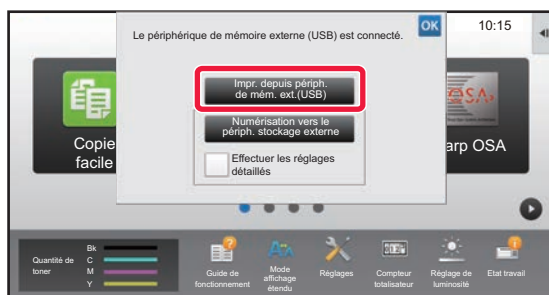 Le périphérique de mémoire externe (USB) est connecté.
OK
10:15
Impr. depuis périph.
de mém. ext.(USB)
Numérisation vers le
périph. stockage externe
Effectuer les réglages
détaillés
Copie
facile
arp OSA
Quantité de
toner
Bk
C
M
Y
Guide de
fonctionnement
Mode
affichage
étendu
Réglages
Compteur
totalisateur
Réglage de
luminosité
Etat travail